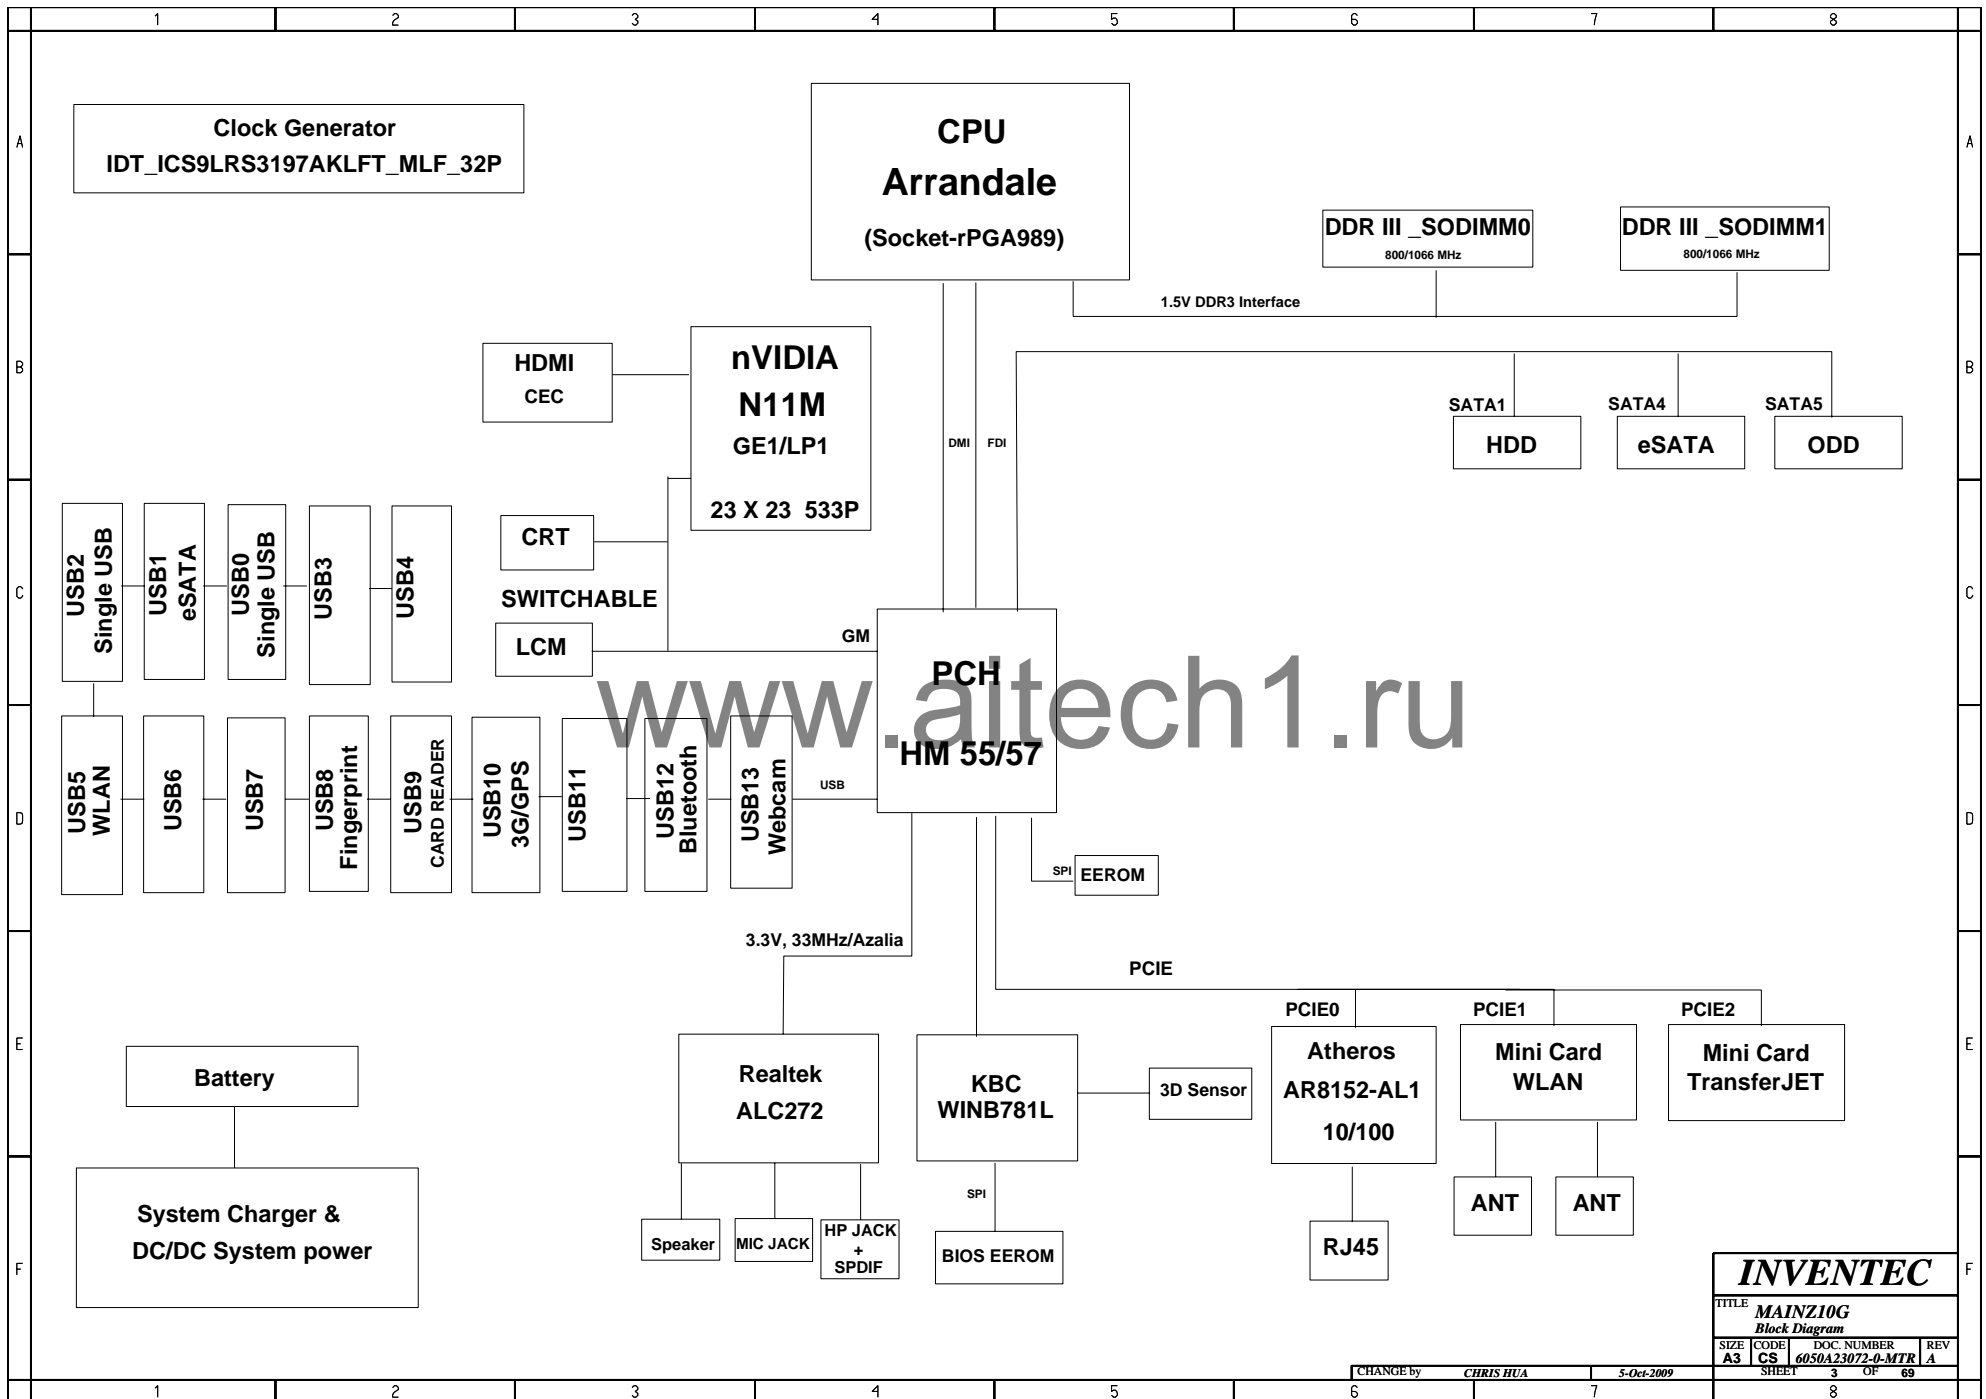 1 2 3 4 5 6 7 8
A A
B B
C C
D D
E E
F F
Clock Generator
IDT_ICS9LRS3197AKLFT_MLF_32P
CPU
Arrandale
(Socket-rPGA989)
DDR III _SODIMM0
800/1066 MHz
DDR III _SODIMM1
800/1066 MHz
1.5V DDR3 Interface
HDMI
CEC
nVIDIA
N11M
GE1/LP1
23 X 23 533P
DMI
FDI
SATA1
HDD
SATA4
eSATA
SATA5
ODD
CRT
SWITCHABLE
LCM
GM
USB2
Single USB
USB1
eSATA
USB0
Single USB
USB3
USB4
PCH
HM 55/57
www.aitech1.ru
USB5
WLAN
USB6
USB7
USB8
Fingerprint
USB9
CARD READER
USB10
3G/GPS
USB11
USB12
Bluetooth
USB13
Webcam
USB
SPI
EEROM
3.3V, 33MHz/Azalia
PCIE
PCIE0
PCIE1
PCIE2
Battery
System Charger &
DC/DC System power
Realtek
ALC272
KBC
WINB781L
3D Sensor
Atheros
AR8152-AL1
10/100
Mini Card
WLAN
Mini Card
TransferJET
Speaker
MIC JACK
HP JACK
+
SPDIF
SPI
BIOS EEROM
RJ45
ANT
ANT
INVENTEC
TITLE
MAINZ10G
Block Diagram
SIZE CODE DOC. NUMBER REV
A3 CS 6050A23072-0-MTR A
CHANGE by CHRIS HUA 5-Oct-2009 SHEET 3 OF 69
1 2 3 4 5 6 7 8